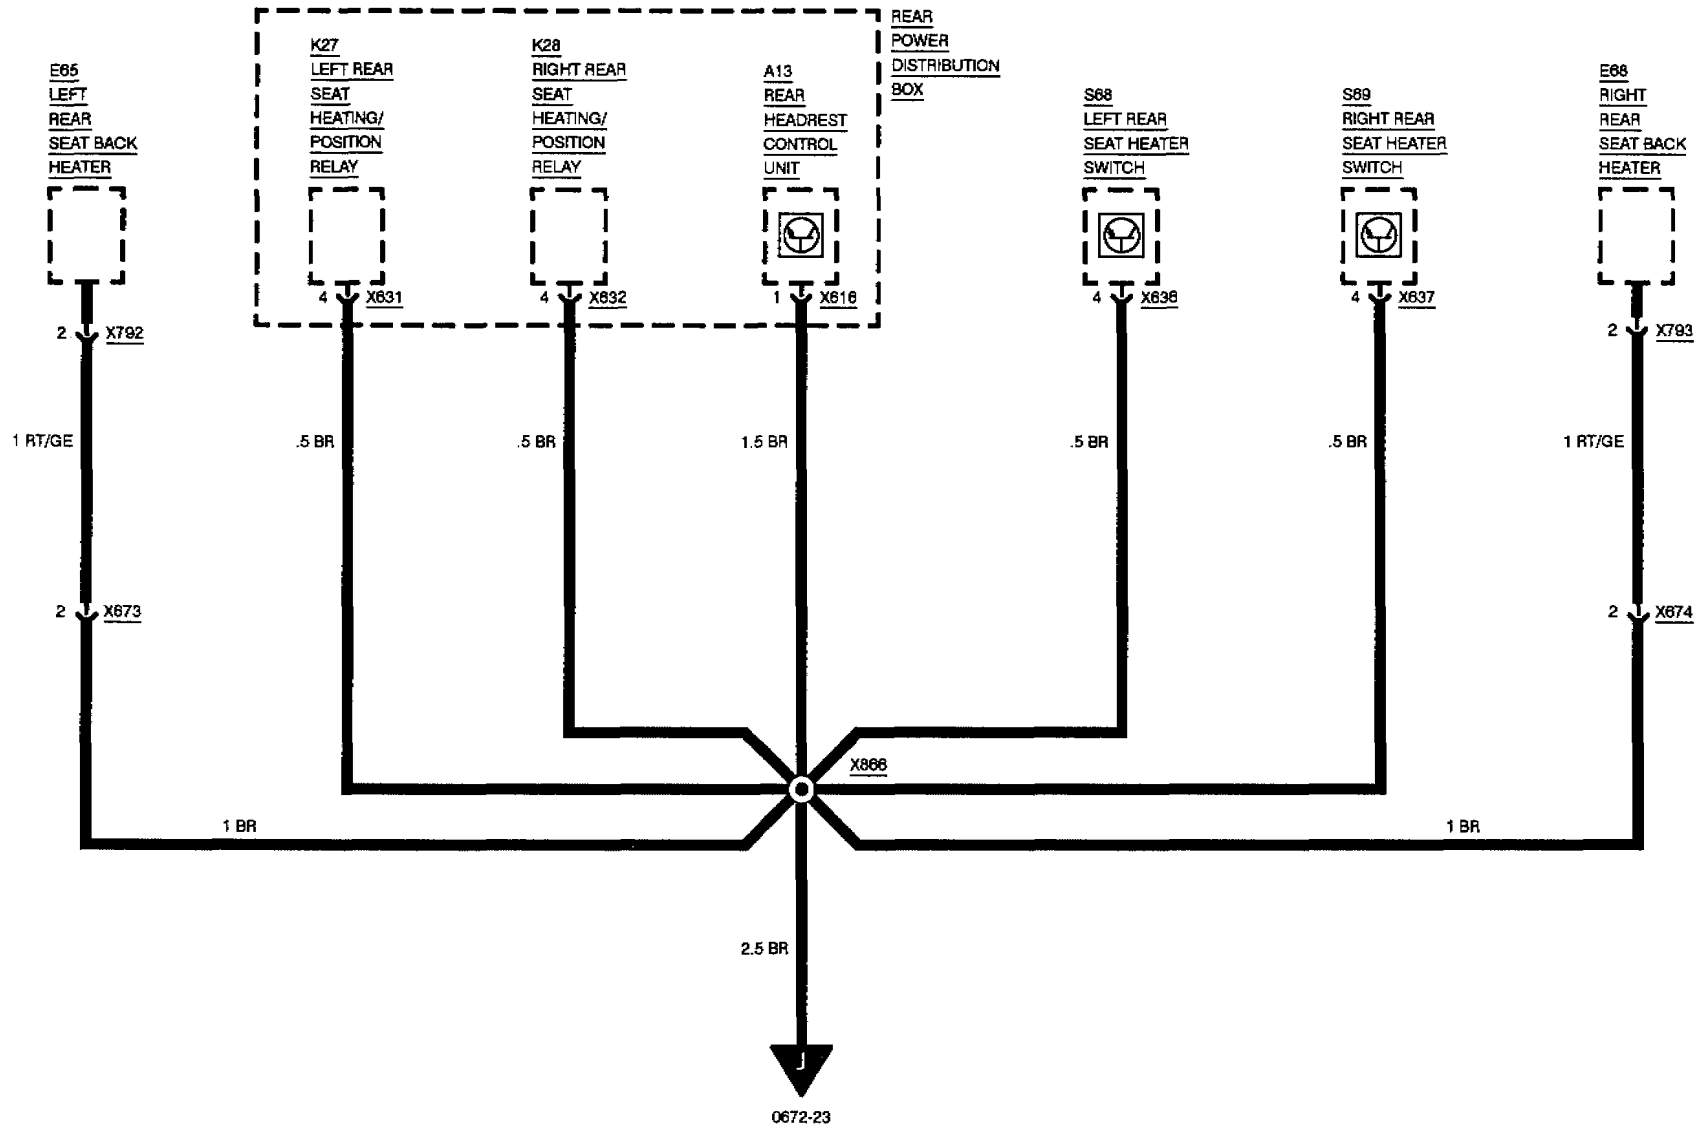 REAR
POWER
DISTRIBUTION
BOX
E65
LEFT
REAR
SEAT BACK
HEATER
K27
LEFT REAR
SEAT
HEATING/
POSITION
RELAY
K28
RIGHT REAR
SEAT
HEATING/
POSITION
RELAY
A13
REAR
HEADREST
CONTROL
UNIT
S68
LEFT REAR
SEAT HEATER
SWITCH
S69
RIGHT REAR
SEAT HEATER
SWITCH
E68
RIGHT
REAR
SEAT BACK
HEATER
4 X631
4 X632
1 X616
4 X636
4 X637
2 X792
2 X793
1 RT/GE
.5 BR
.5 BR
1.5 BR
.5 BR
.5 BR
1 RT/GE
2 X673
2 X674
X866
1 BR
1 BR
2.5 BR
J
0672-23